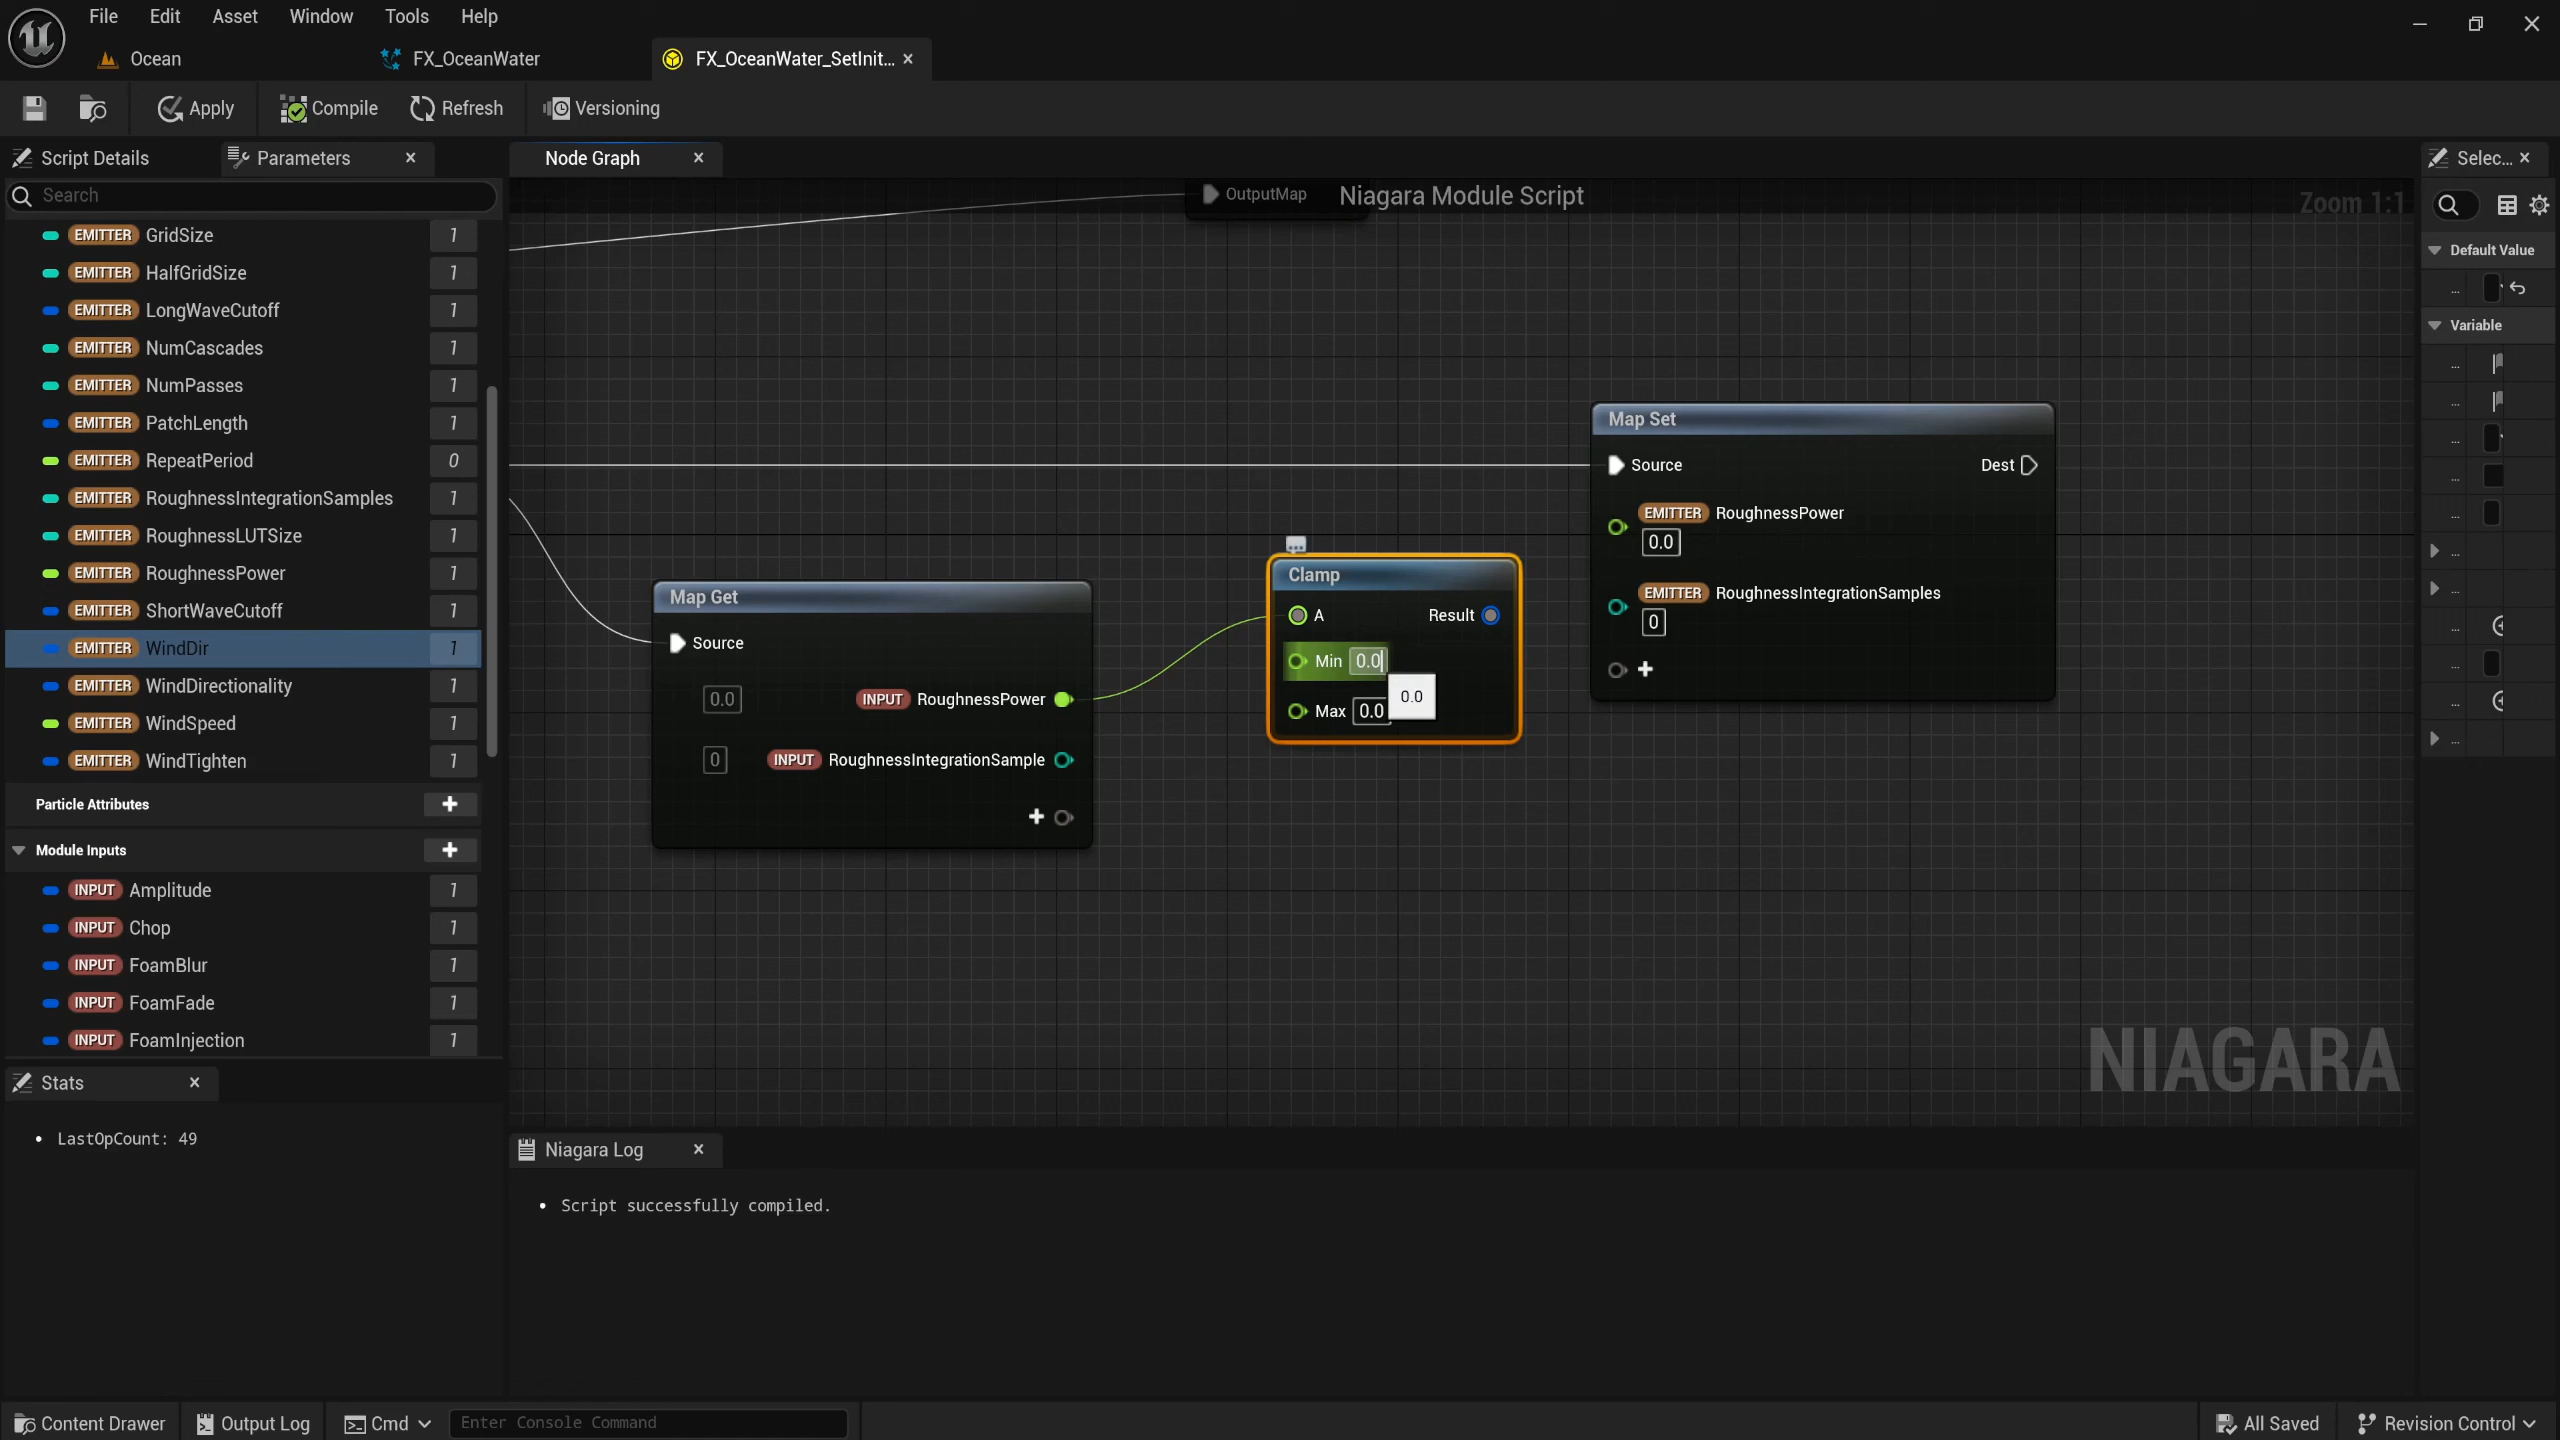 File Edit Asset Window Tools Help
Ocean FX_OceanWater FX_OceanWater_SetInit...
Apply Compile Refresh Versioning
Script Details Parameters Node Graph Selec...
Search
Niagara Module Script
Zoom 1:1
OutputMap
EMITTER GridSize 1
EMITTER HalfGridSize 1
EMITTER LongWaveCutoff 1
EMITTER NumCascades 1
EMITTER NumPasses 1
EMITTER PatchLength 1
EMITTER RepeatPeriod 0
EMITTER RoughnessIntegrationSamples 1
EMITTER RoughnessLUTSize 1
EMITTER RoughnessPower 1
EMITTER ShortWaveCutoff 1
EMITTER WindDir 1
EMITTER WindDirectionality 1
EMITTER WindSpeed 1
EMITTER WindTighten 1
Particle Attributes
Module Inputs
INPUT Amplitude 1
INPUT Chop 1
INPUT FoamBlur 1
INPUT FoamFade 1
INPUT FoamInjection 1
Map Get
Source
0.0 INPUT RoughnessPower
0 INPUT RoughnessIntegrationSample
Clamp
A Result
Min 0.0
0.0
Max 0.0
Map Set
Source Dest
EMITTER RoughnessPower
0.0
EMITTER RoughnessIntegrationSamples
0
NIAGARA
Default Value
...
Variable
...
...
...
...
...
...
...
...
...
...
...
Stats
LastOpCount: 49
Niagara Log
Script successfully compiled.
Content Drawer Output Log Cmd Enter Console Command All Saved Revision Control